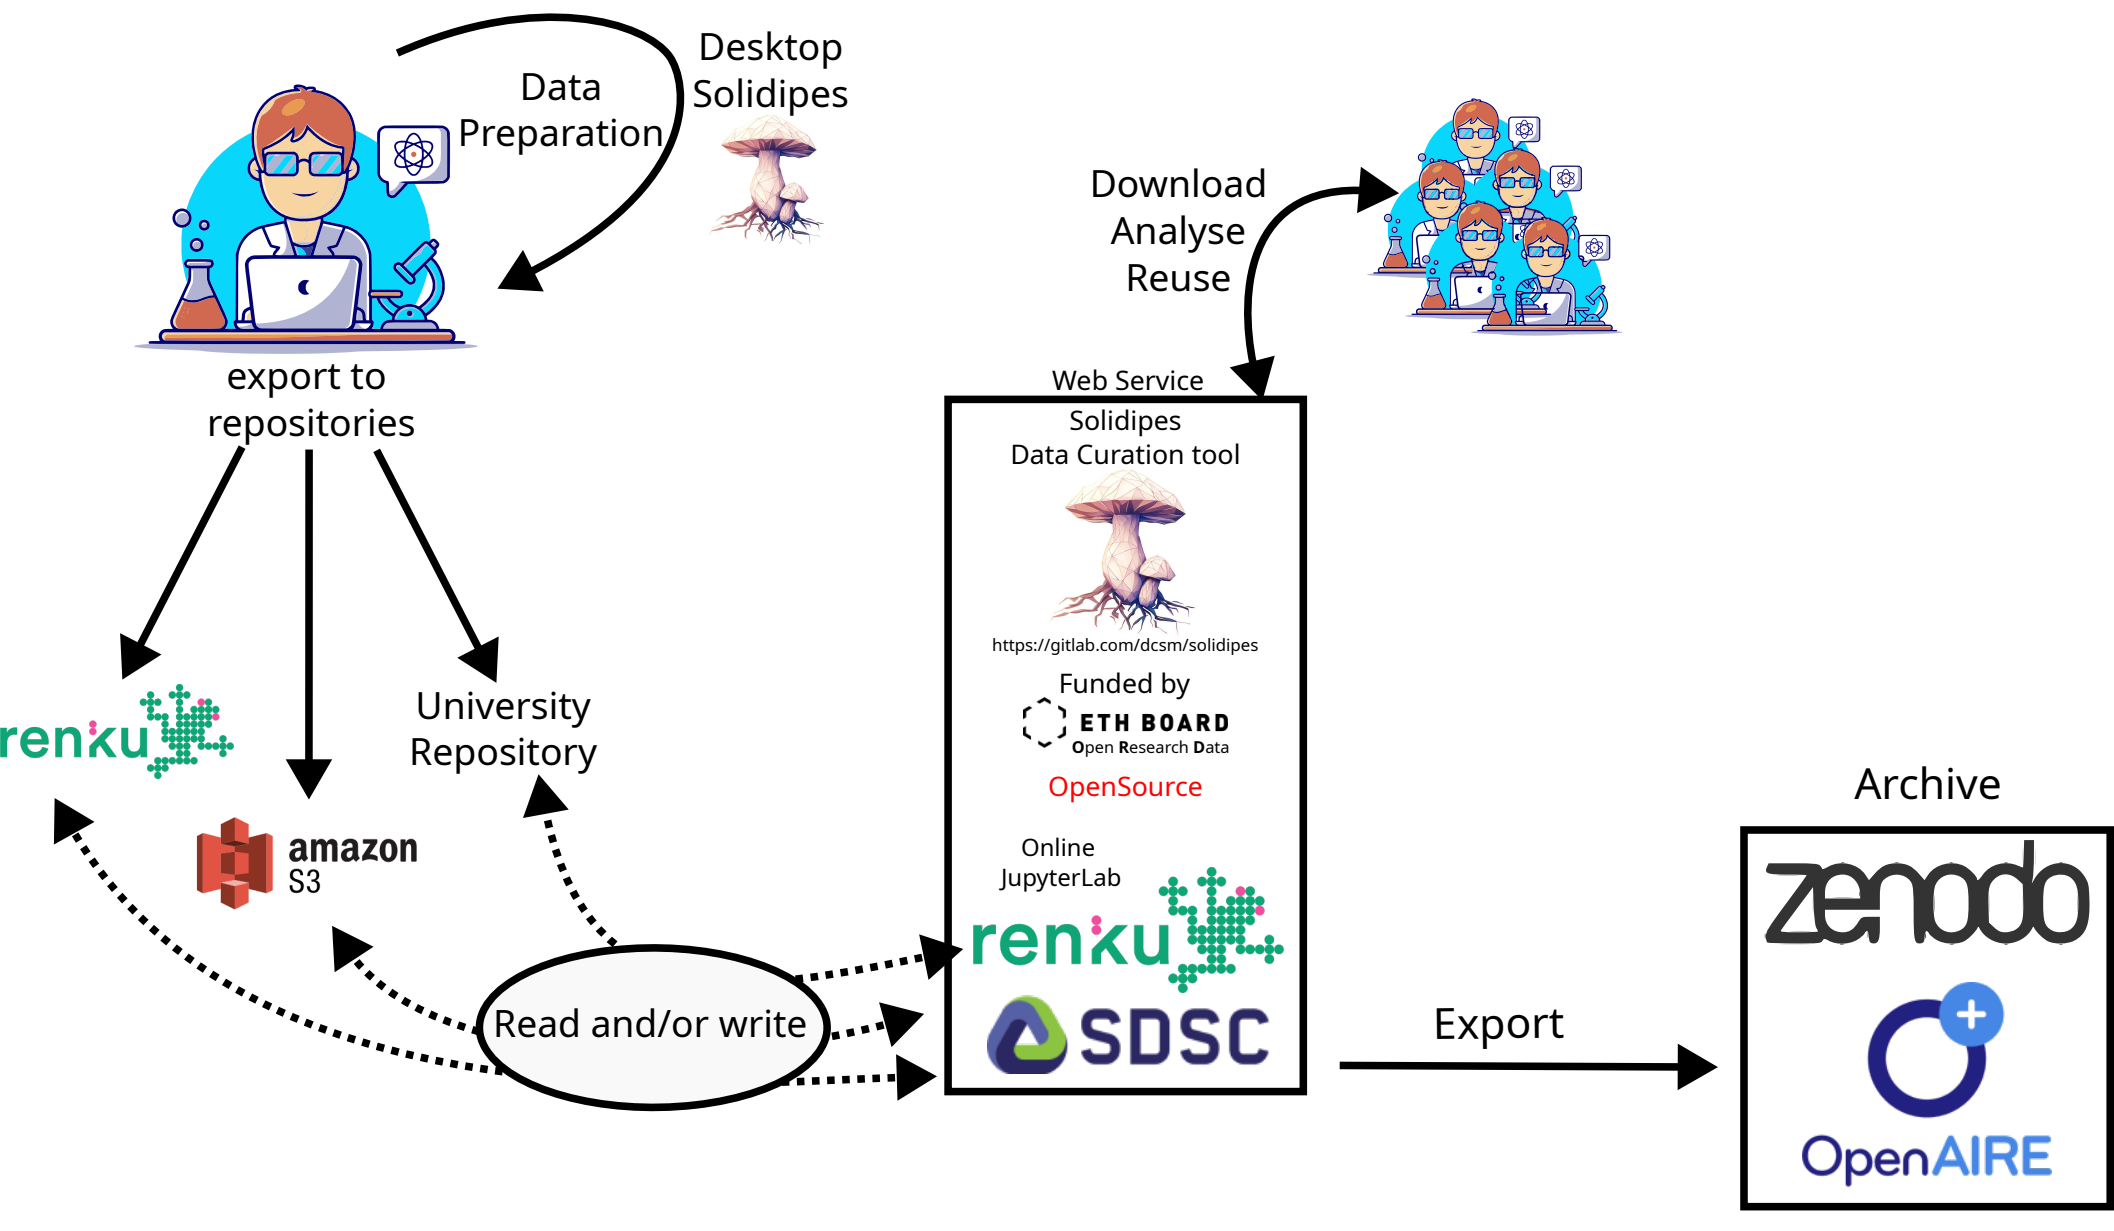 Desktop
Solidipes
Data
Preparation
Download
Analyse
Reuse
export to
repositories
Web Service
Solidipes
Data Curation tool
https://gitlab.com/dcsm/solidipes
Funded by
ETH BOARD
Open Research Data
OpenSource
Online
JupyterLab
renku
SDSC
renku
University
Repository
amazon
S3
Read and/or write
Export
Archive
zenodo
OpenAIRE